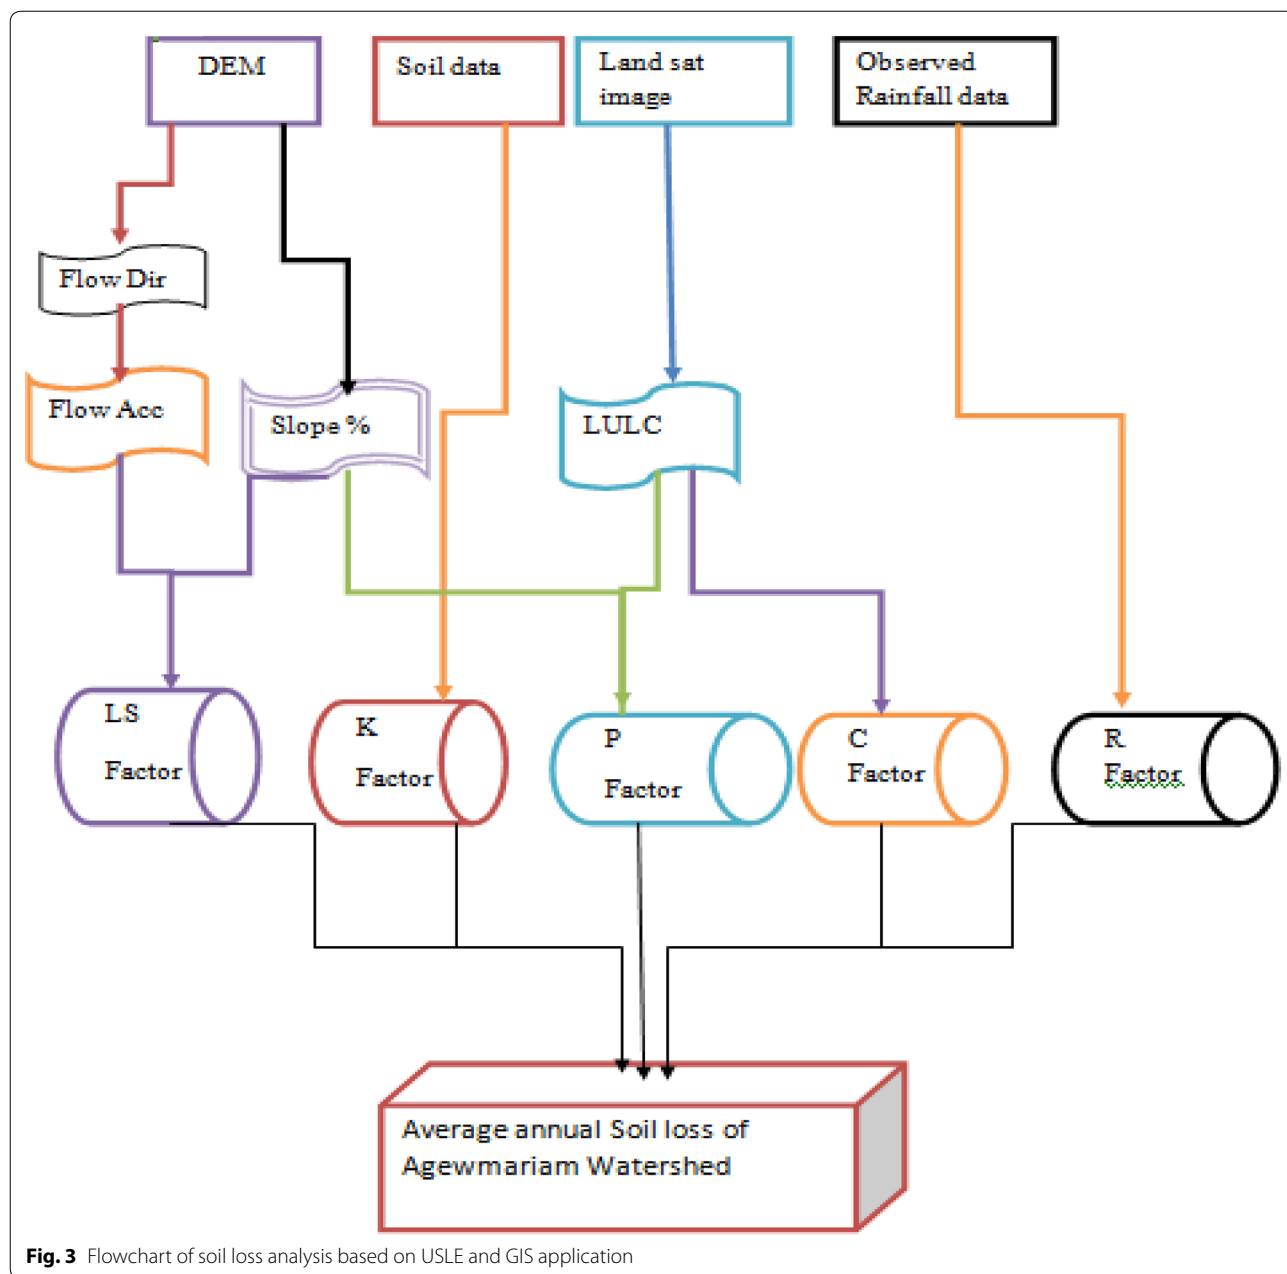 DEM
Soil data
Land sat
image
Observed
Rainfall data
Flow Dir
Flow Acc
Slope %
LULC
LS
Factor
K
Factor
P
Factor
C
Factor
R
Factor
Average annual Soil loss of
Agewmariam Watershed
Fig. 3 Flowchart of soil loss analysis based on USLE and GIS application